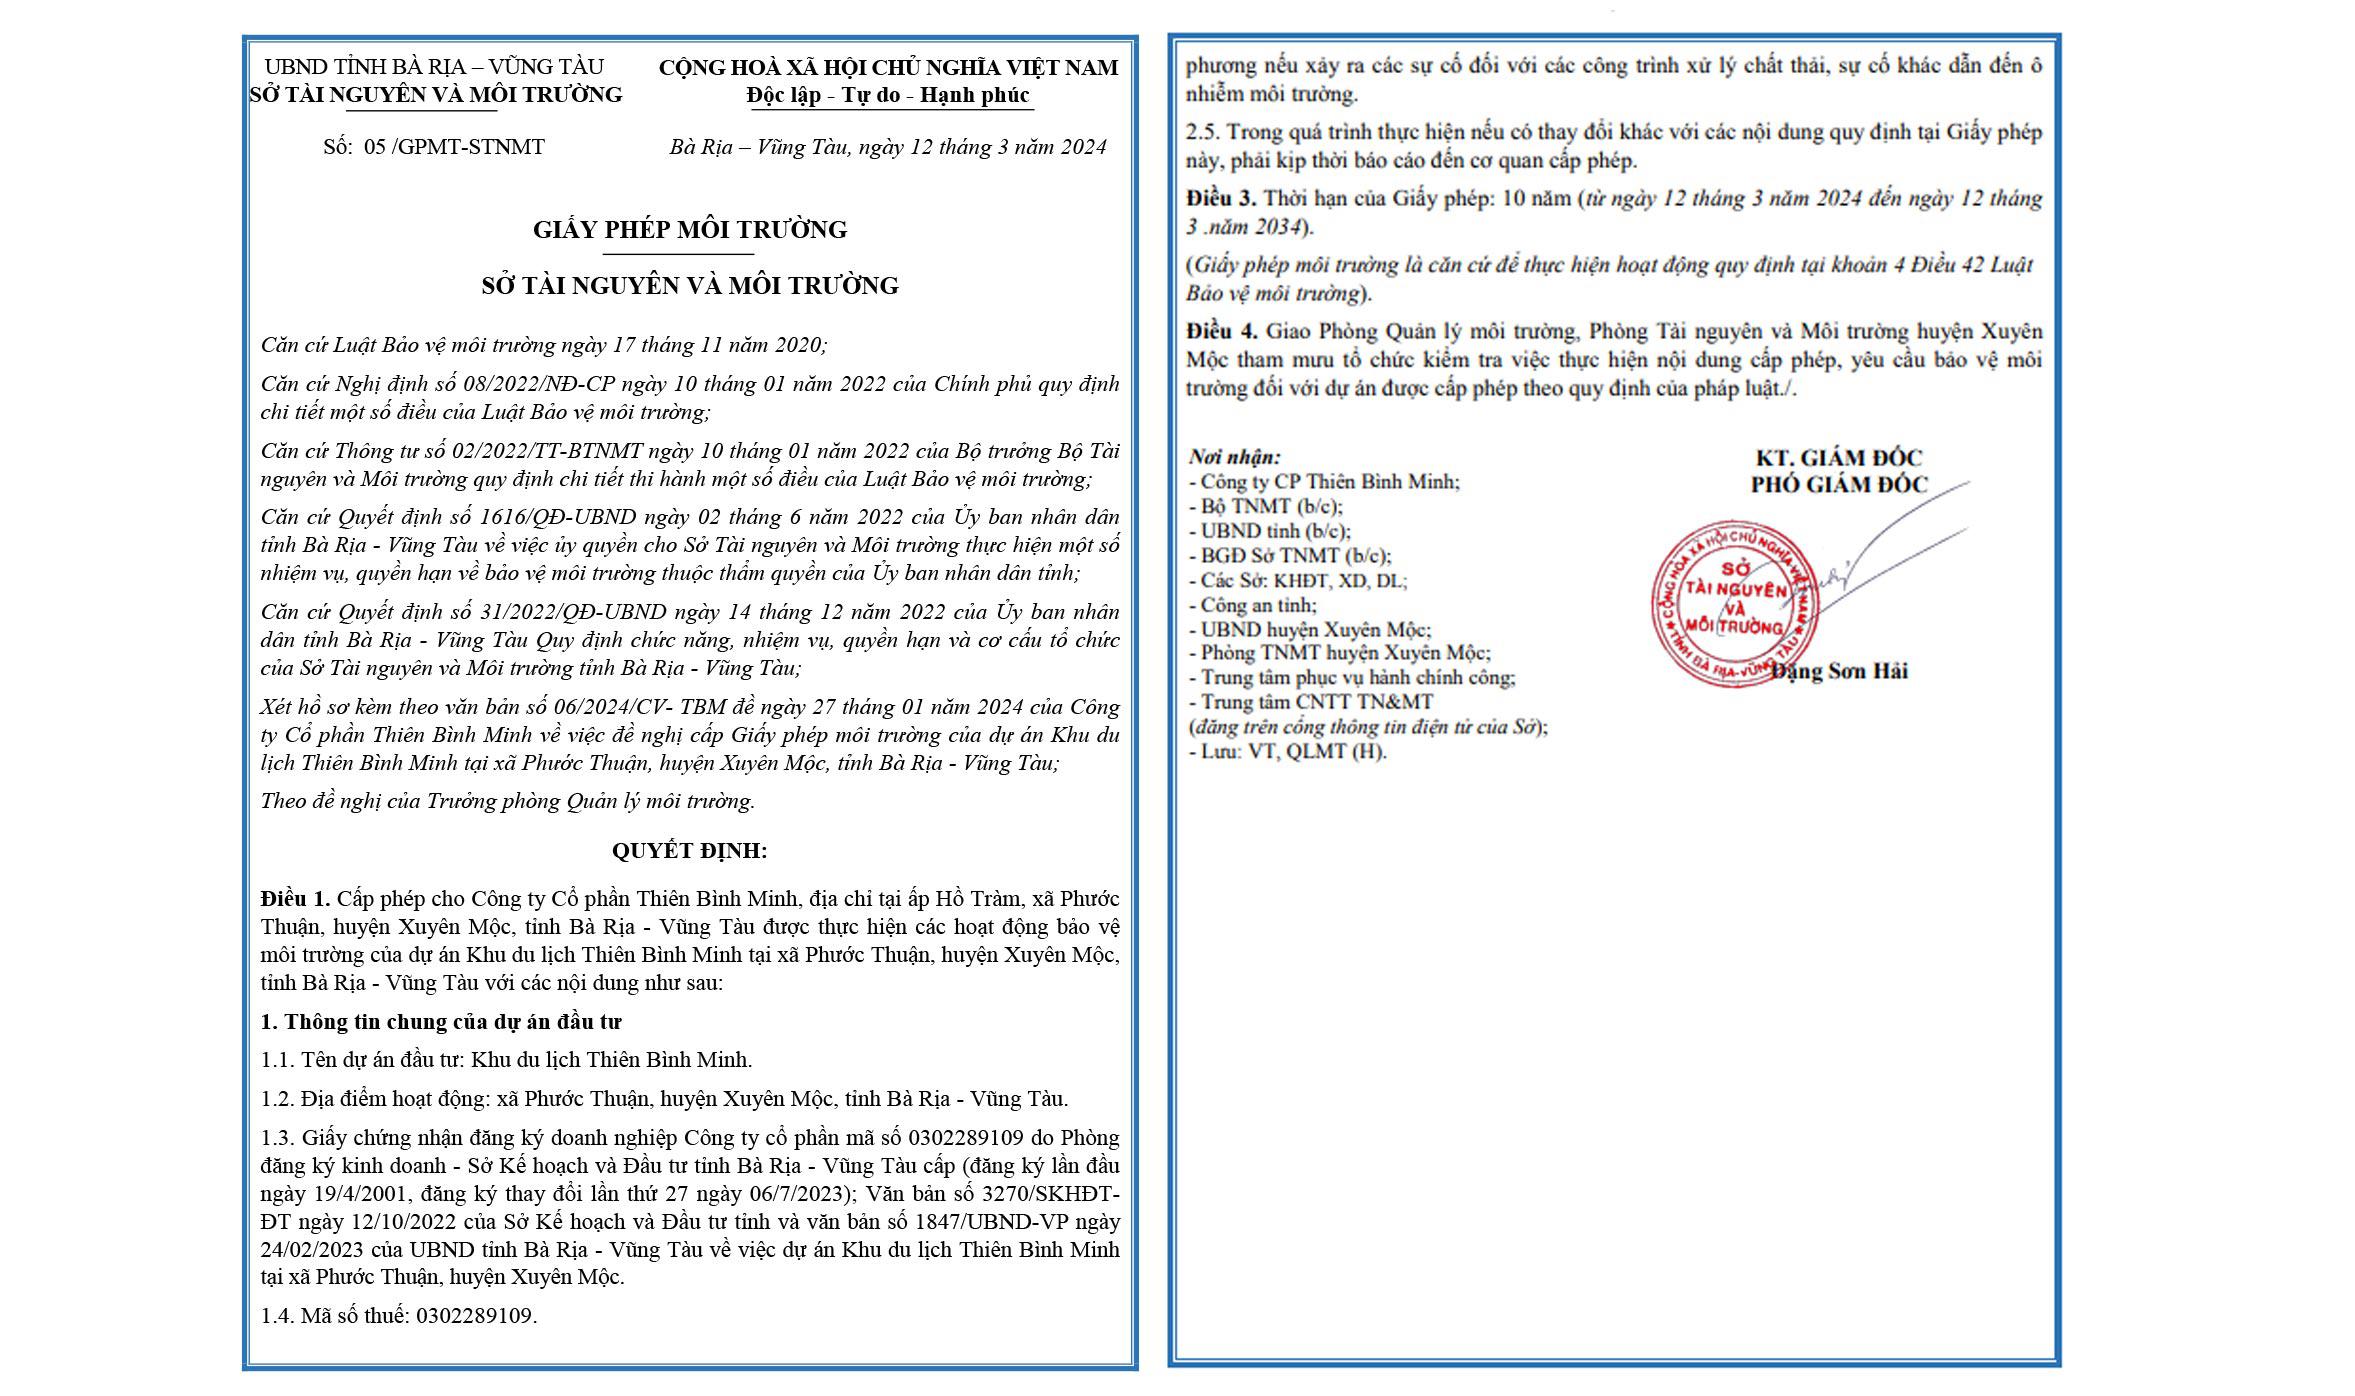 UBND TỈNH BÀ RỊA – VŨNG TÀU
SỞ TÀI NGUYÊN VÀ MÔI TRƯỜNG
CỘNG HOÀ XÃ HỘI CHỦ NGHĨA VIỆT NAM
Độc lập - Tự do - Hạnh phúc
Số: 05 /GPMT-STNMT
Bà Rịa – Vũng Tàu, ngày 12 tháng 3 năm 2024
GIẤY PHÉP MÔI TRƯỜNG
SỞ TÀI NGUYÊN VÀ MÔI TRƯỜNG
Căn cứ Luật Bảo vệ môi trường ngày 17 tháng 11 năm 2020;
Căn cứ Nghị định số 08/2022/NĐ-CP ngày 10 tháng 01 năm 2022 của Chính phủ quy định
chi tiết một số điều của Luật Bảo vệ môi trường;
Căn cứ Thông tư số 02/2022/TT-BTNMT ngày 10 tháng 01 năm 2022 của Bộ trưởng Bộ Tài
nguyên và Môi trường quy định chi tiết thi hành một số điều của Luật Bảo vệ môi trường;
Căn cứ Quyết định số 1616/QĐ-UBND ngày 02 tháng 6 năm 2022 của Ủy ban nhân dân
tỉnh Bà Rịa - Vũng Tàu về việc ủy quyền cho Sở Tài nguyên và Môi trường thực hiện một số
nhiệm vụ, quyền hạn về bảo vệ môi trường thuộc thẩm quyền của Ủy ban nhân dân tỉnh;
Căn cứ Quyết định số 31/2022/QĐ-UBND ngày 14 tháng 12 năm 2022 của Ủy ban nhân
dân tỉnh Bà Rịa - Vũng Tàu Quy định chức năng, nhiệm vụ, quyền hạn và cơ cấu tổ chức
của Sở Tài nguyên và Môi trường tỉnh Bà Rịa - Vũng Tàu;
Xét hồ sơ kèm theo văn bản số 06/2024/CV- TBM đề ngày 27 tháng 01 năm 2024 của Công
ty Cổ phần Thiên Bình Minh về việc đề nghị cấp Giấy phép môi trường của dự án Khu du
lịch Thiên Bình Minh tại xã Phước Thuận, huyện Xuyên Mộc, tỉnh Bà Rịa - Vũng Tàu;
Theo đề nghị của Trưởng phòng Quản lý môi trường.
QUYẾT ĐỊNH:
Điều 1. Cấp phép cho Công ty Cổ phần Thiên Bình Minh, địa chỉ tại ấp Hồ Tràm, xã Phước
Thuận, huyện Xuyên Mộc, tỉnh Bà Rịa - Vũng Tàu được thực hiện các hoạt động bảo vệ
môi trường của dự án Khu du lịch Thiên Bình Minh tại xã Phước Thuận, huyện Xuyên Mộc,
tỉnh Bà Rịa - Vũng Tàu với các nội dung như sau:
1. Thông tin chung của dự án đầu tư
1.1. Tên dự án đầu tư: Khu du lịch Thiên Bình Minh.
1.2. Địa điểm hoạt động: xã Phước Thuận, huyện Xuyên Mộc, tỉnh Bà Rịa - Vũng Tàu.
1.3. Giấy chứng nhận đăng ký doanh nghiệp Công ty cổ phần mã số 0302289109 do Phòng
đăng ký kinh doanh - Sở Kế hoạch và Đầu tư tỉnh Bà Rịa - Vũng Tàu cấp (đăng ký lần đầu
ngày 19/4/2001, đăng ký thay đổi lần thứ 27 ngày 06/7/2023); Văn bản số 3270/SKHĐT-
ĐT ngày 12/10/2022 của Sở Kế hoạch và Đầu tư tỉnh và văn bản số 1847/UBND-VP ngày
24/02/2023 của UBND tỉnh Bà Rịa - Vũng Tàu về việc dự án Khu du lịch Thiên Bình Minh
tại xã Phước Thuận, huyện Xuyên Mộc.
1.4. Mã số thuế: 0302289109.
phương nếu xảy ra các sự cố đối với các công trình xử lý chất thải, sự cố khác dẫn đến ô
nhiễm môi trường.
2.5. Trong quá trình thực hiện nếu có thay đổi khác với các nội dung quy định tại Giấy phép
này, phải kịp thời báo cáo đến cơ quan cấp phép.
Điều 3. Thời hạn của Giấy phép: 10 năm (từ ngày 12 tháng 3 năm 2024 đến ngày 12 tháng
3 .năm 2034).
(Giấy phép môi trường là căn cứ để thực hiện hoạt động quy định tại khoản 4 Điều 42 Luật
Bảo vệ môi trường).
Điều 4. Giao Phòng Quản lý môi trường, Phòng Tài nguyên và Môi trường huyện Xuyên
Mộc tham mưu tổ chức kiểm tra việc thực hiện nội dung cấp phép, yêu cầu bảo vệ môi
trường đối với dự án được cấp phép theo quy định của pháp luật./.
Nơi nhận:
- Công ty CP Thiên Bình Minh;
- Bộ TNMT (b/c);
- UBND tỉnh (b/c);
- BGĐ Sở TNMT (b/c);
- Các Sở: KHĐT, XD, DL;
- Công an tỉnh;
- UBND huyện Xuyên Mộc;
- Phòng TNMT huyện Xuyên Mộc;
- Trung tâm phục vụ hành chính công;
- Trung tâm CNTT TN&MT
(đăng trên cổng thông tin điện tử của Sở);
- Lưu: VT, QLMT (H).
KT. GIÁM ĐỐC
PHÓ GIÁM ĐỐC
CỘNG HÒA XÃ HỘI CHỦ NGHĨA VIỆT NAM
SỞ
TÀI NGUYÊN
VÀ
MÔI TRƯỜNG
TỈNH BÀ RỊA-VŨNG TÀU
Đặng Sơn Hải